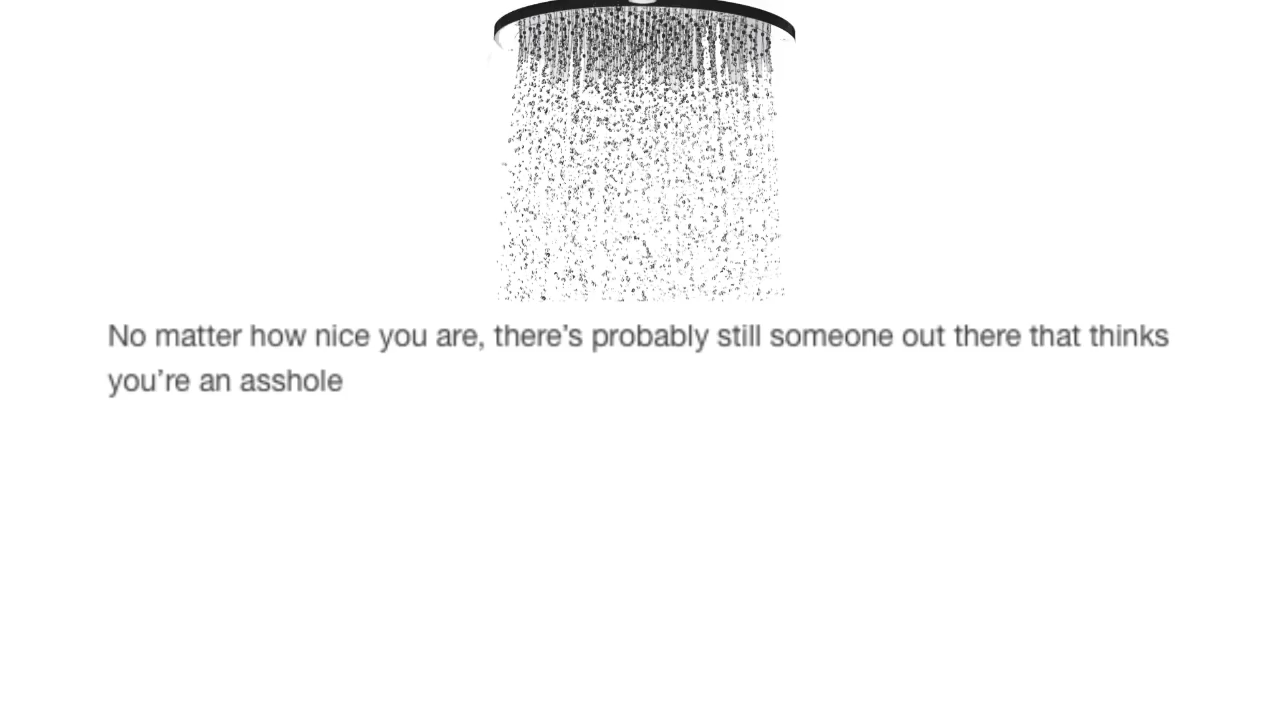 No matter how nice you are, there’s probably still someone out there that thinks
you’re an asshole